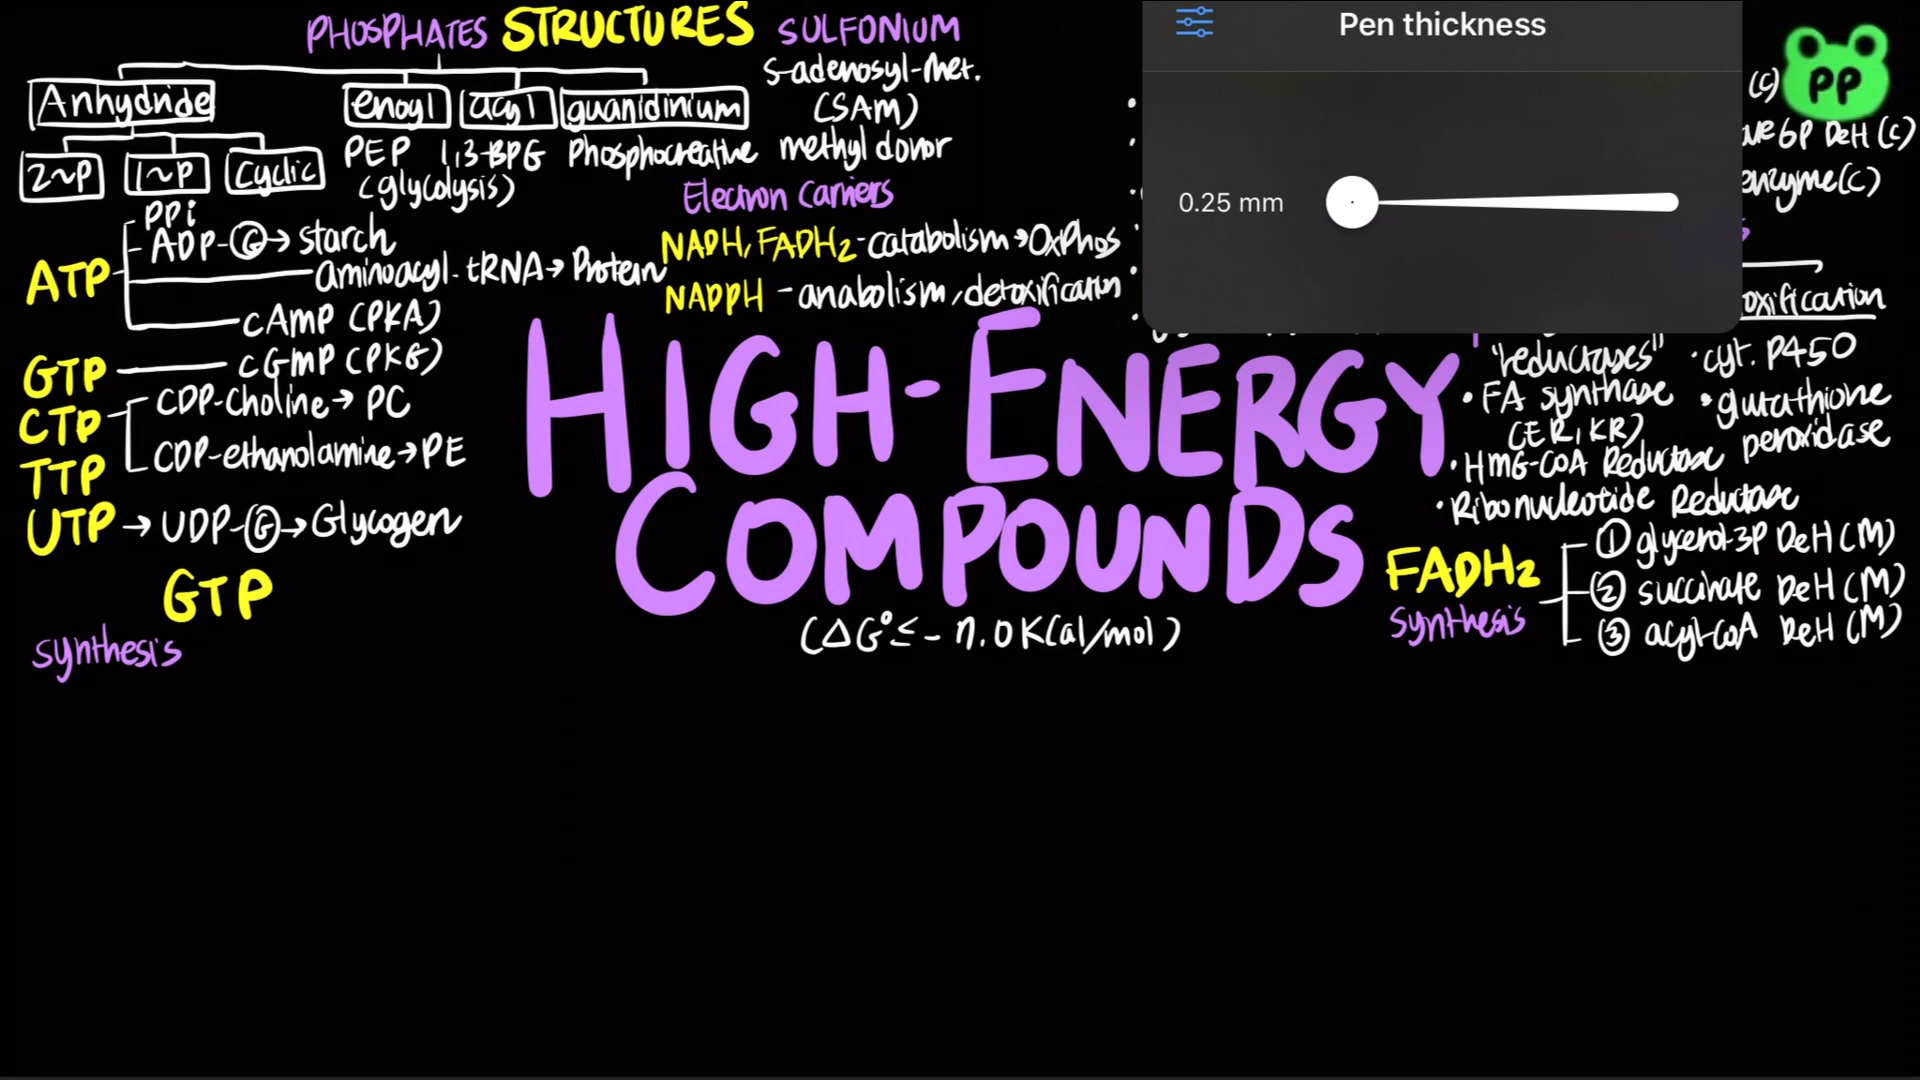 PHOSPHATES STRUCTURES SULFONIUM
S-adenosyl-Met.
(SAM)
methyl donor
Anhydride
enoyl
acyl
guanidinium
2~P
1~P
Cyclic
PEP
(glycolysis)
1,3-BPG
Phosphocreatine
PPi
ATP
ADP-G→ starch
aminoacyl-tRNA→ Protein
cAMP (PKA)
GTP
cGMP (PKG)
CTP
CDP-choline→ PC
CDP-ethanolamine→PE
TTP
UTP → UDP-G→Glycogen
GTP
synthesis
Electron Carriers
NADH, FADH2-catabolism→OxPhos
NADPH - anabolism, detoxification
HIGH-ENERGY
COMPOUNDS
(ΔG°≤- 7.0 Kcal/mol)
Pen thickness
0.25 mm
PP
(c)
6P DeH (c)
enzyme(c)
oxification
"reductases"
• FA synthase
(ER, KR)
• HMG-CoA Reductase
• Ribonucleotide Reductase
• cyt. P450
• glutathione
peroxidase
FADH2
synthesis
① glycerol-3P DeH (M)
② succinate DeH (M)
③ acyl-CoA DeH (M)